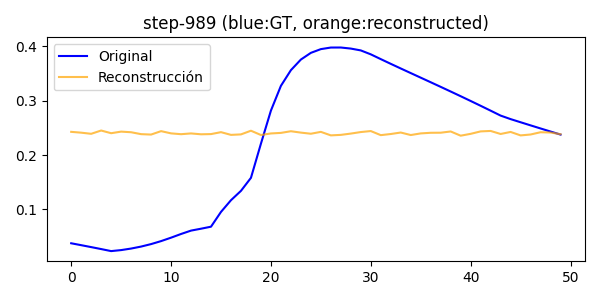 step-989 (blue:GT, orange:reconstructed)
Original
Reconstrucción
0.4
0.3
0.2
0.1
0 10 20 30 40 50